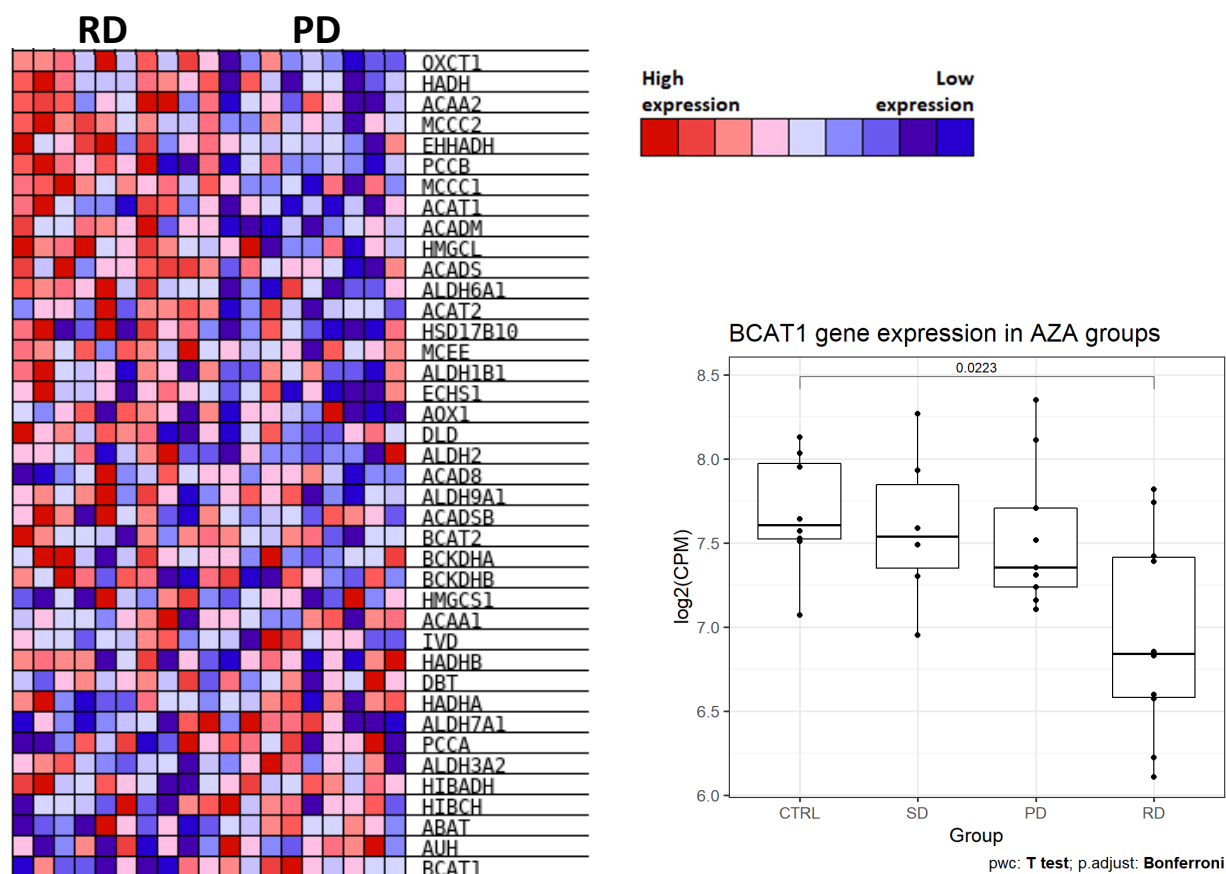 RD PD
OXCT1
HADH
ACAA2
MCCC2
EHHADH
PCCB
MCCC1
ACAT1
ACADM
HMGCL
ACADS
ALDH6A1
ACAT2
HSD17B10
MCEE
ALDH1B1
ECHS1
AOX1
DLD
ALDH2
ACAD8
ALDH9A1
ACADSB
BCAT2
BCKDHA
BCKDHB
HMGCS1
ACAA1
IVD
HADHB
DBT
HADHA
ALDH7A1
PCCA
ALDH3A2
HIBADH
HIBCH
ABAT
AUH
BCAT1
High Low
expression expression
BCAT1 gene expression in AZA groups
0.0223
8.5
8.0
7.5
7.0
6.5
6.0
log2(CPM)
CTRL SD PD RD
Group
pwc: T test; p.adjust: Bonferroni